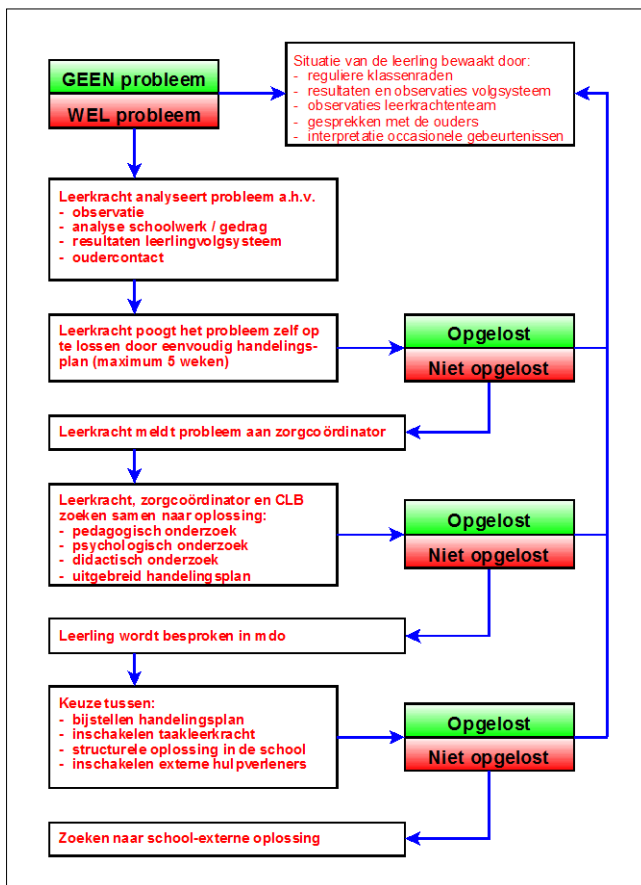 GEEN probleem
WEL probleem
Situatie van de leerling bewaakt door:
- reguliere klassenraden
- resultaten en observaties volgsysteem
- observaties leerkrachtenteam
- gesprekken met de ouders
- interpretatie occasionele gebeurtenissen
Leerkracht analyseert probleem a.h.v.
- observatie
- analyse schoolwerk / gedrag
- resultaten leerlingvolgsysteem
- oudercontact
Leerkracht poogt het probleem zelf op
te lossen door eenvoudig handelings-
plan (maximum 5 weken)
Opgelost
Niet opgelost
Leerkracht meldt probleem aan zorgcoördinator
Leerkracht, zorgcoördinator en CLB
zoeken samen naar oplossing:
- pedagogisch onderzoek
- psychologisch onderzoek
- didactisch onderzoek
- uitgebreid handelingsplan
Opgelost
Niet opgelost
Leerling wordt besproken in mdo
Keuze tussen:
- bijstellen handelingsplan
- inschakelen taakleerkracht
- structurele oplossing in de school
- inschakelen externe hulpverleners
Opgelost
Niet opgelost
Zoeken naar school-externe oplossing